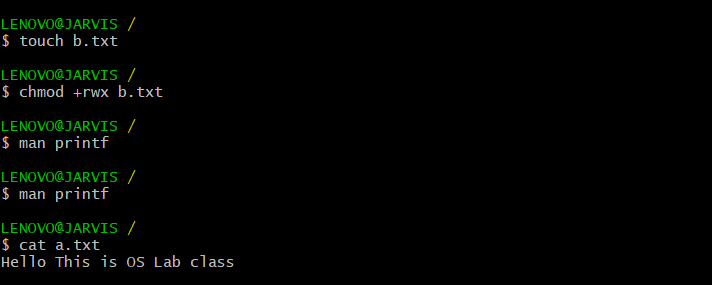 LENOVO@JARVIS /
$ touch b.txt
LENOVO@JARVIS /
$ chmod +rwx b.txt
LENOVO@JARVIS /
$ man printf
LENOVO@JARVIS /
$ man printf
LENOVO@JARVIS /
$ cat a.txt
Hello This is OS Lab class